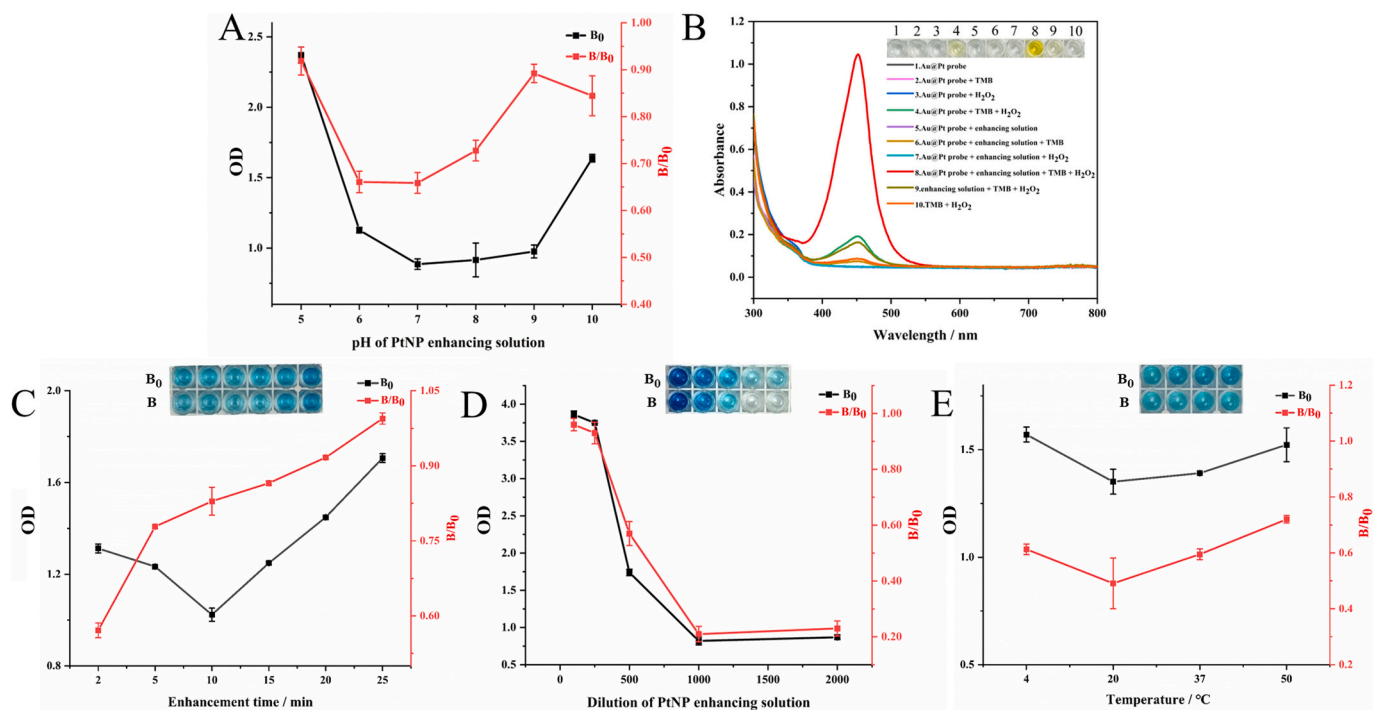 A
B₀
B/B₀
2.5
2.0
1.5
1.0
OD
1.00
0.90
0.80
0.70
0.60
0.50
0.40
B/B₀
5 6 7 8 9 10
pH of PtNP enhancing solution
B
1 2 3 4 5 6 7 8 9 10
1.Au@Pt probe
2.Au@Pt probe + TMB
3.Au@Pt probe + H₂O₂
4.Au@Pt probe + TMB + H₂O₂
5.Au@Pt probe + enhancing solution
6.Au@Pt probe + enhancing solution + TMB
7.Au@Pt probe + enhancing solution + H₂O₂
8.Au@Pt probe + enhancing solution + TMB + H₂O₂
9.enhancing solution + TMB + H₂O₂
10.TMB + H₂O₂
1.2
1.0
0.8
0.6
0.4
0.2
0.0
Absorbance
300 400 500 600 700 800
Wavelength / nm
C
B₀
B
B₀
B/B₀
2.0
1.8
1.6
1.4
1.2
1.0
0.8
OD
1.05
0.90
0.75
0.60
B/B₀
2 5 10 15 20 25
Enhancement time / min
D
B₀
B
B₀
B/B₀
4.0
3.5
3.0
2.5
2.0
1.5
1.0
0.5
OD
1.00
0.80
0.60
0.40
0.20
B/B₀
0 500 1000 1500 2000
Dilution of PtNP enhancing solution
E
B₀
B
B₀
B/B₀
1.5
1.0
0.5
OD
1.2
1.0
0.8
0.6
0.4
0.2
B/B₀
4 20 37 50
Temperature / °C